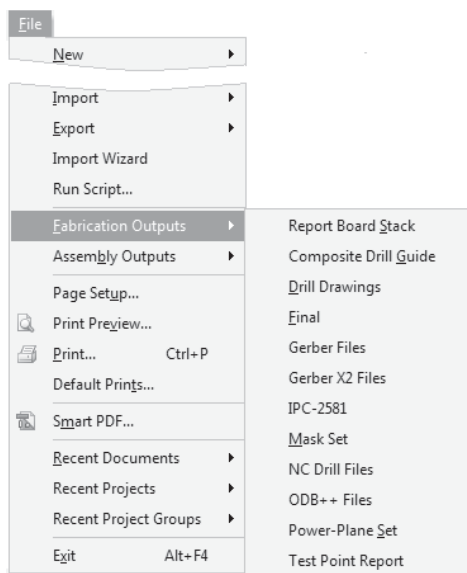 File
New
Import
Export
Import Wizard
Run Script...
Fabrication Outputs
Assembly Outputs
Page Setup...
Print Preview...
Print... Ctrl+P
Default Prints...
Smart PDF...
Recent Documents
Recent Projects
Recent Project Groups
Exit Alt+F4
Report Board Stack
Composite Drill Guide
Drill Drawings
Final
Gerber Files
Gerber X2 Files
IPC-2581
Mask Set
NC Drill Files
ODB++ Files
Power-Plane Set
Test Point Report